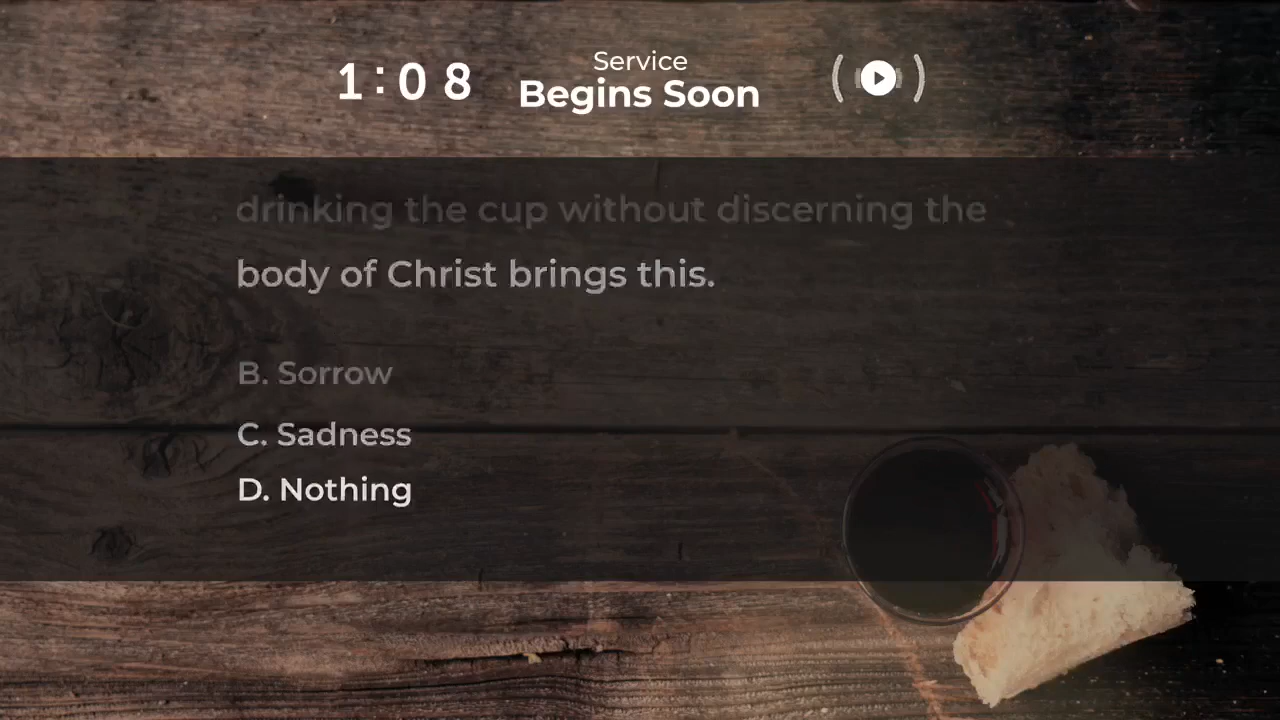 1:08
Service
Begins Soon
drinking the cup without discerning the
body of Christ brings this.
B. Sorrow
C. Sadness
D. Nothing